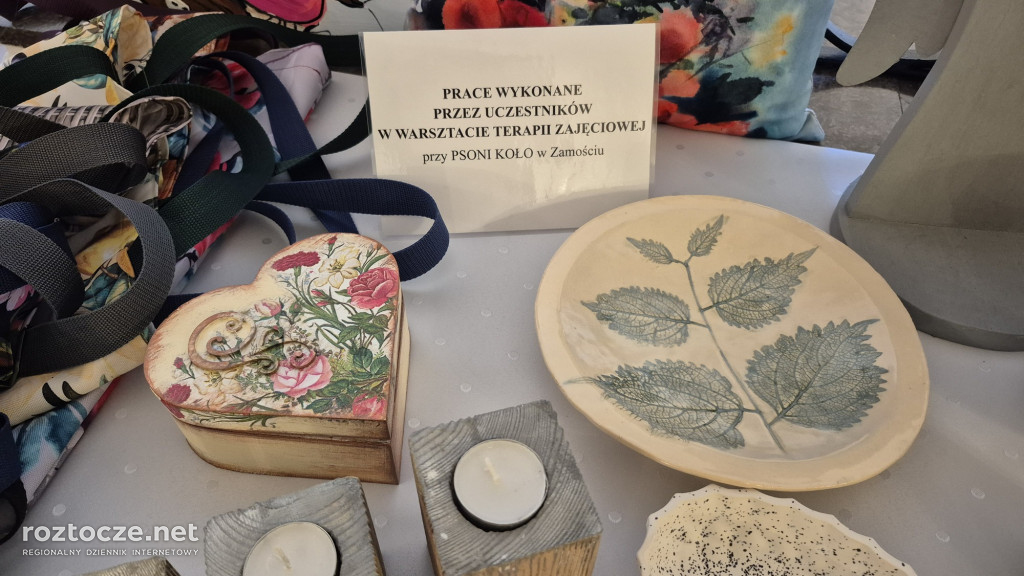 PRACE WYKONANE
PRZEZ UCZESTNIKÓW
W WARSZTACIE TERAPII ZAJĘCIOWEJ
przy PSONI KOŁO w Zamościu
roztocze.net
REGIONALNY DZIENNIK INTERNETOWY